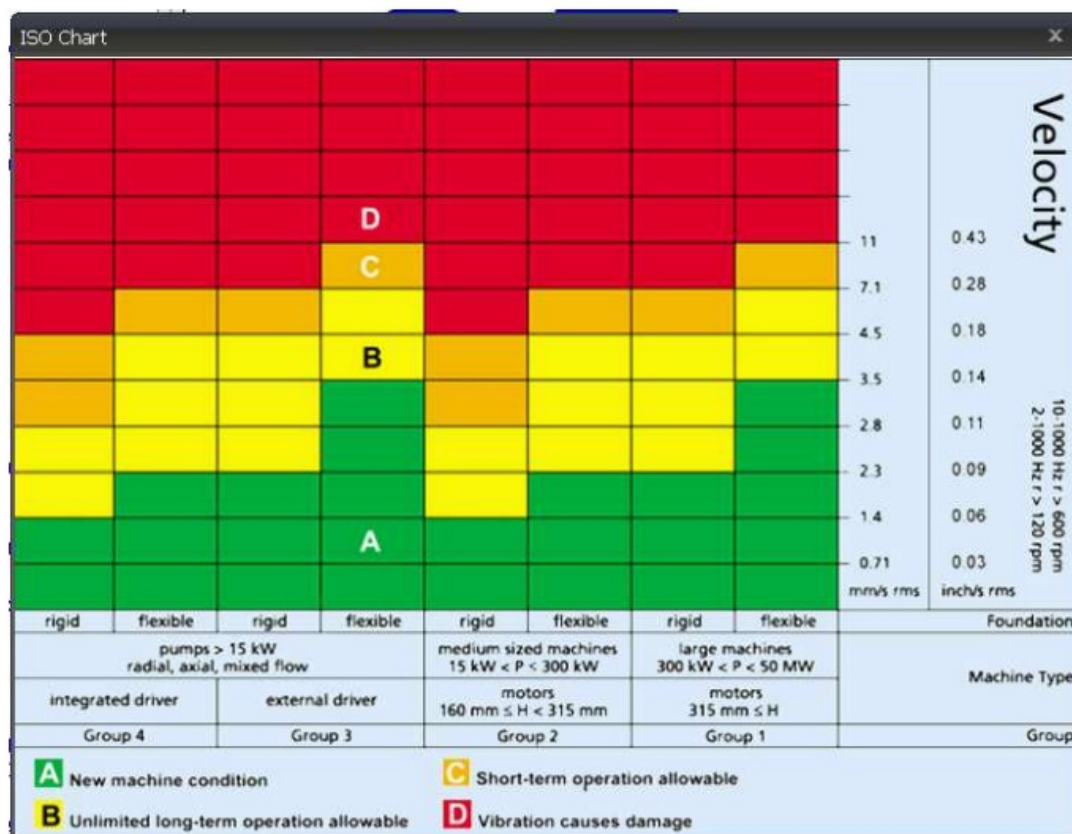 ISO Chart x
D
C
B
A
11 0.43
7.1 0.28
4.5 0.18
3.5 0.14
2.8 0.11
2.3 0.09
1.4 0.06
0.71 0.03
mm/s rms inch/s rms
Velocity
10-1000 Hz r > 600 rpm
2-1000 Hz r > 120 rpm
rigid flexible rigid flexible rigid flexible rigid flexible Foundation
pumps > 15 kW
radial, axial, mixed flow
medium sized machines
15 kW < P ≤ 300 kW
large machines
300 kW < P < 50 MW
Machine Type
integrated driver
external driver
motors
160 mm ≤ H < 315 mm
motors
315 mm ≤ H
Group 4 Group 3 Group 2 Group 1 Group
A New machine condition
B Unlimited long-term operation allowable
C Short-term operation allowable
D Vibration causes damage